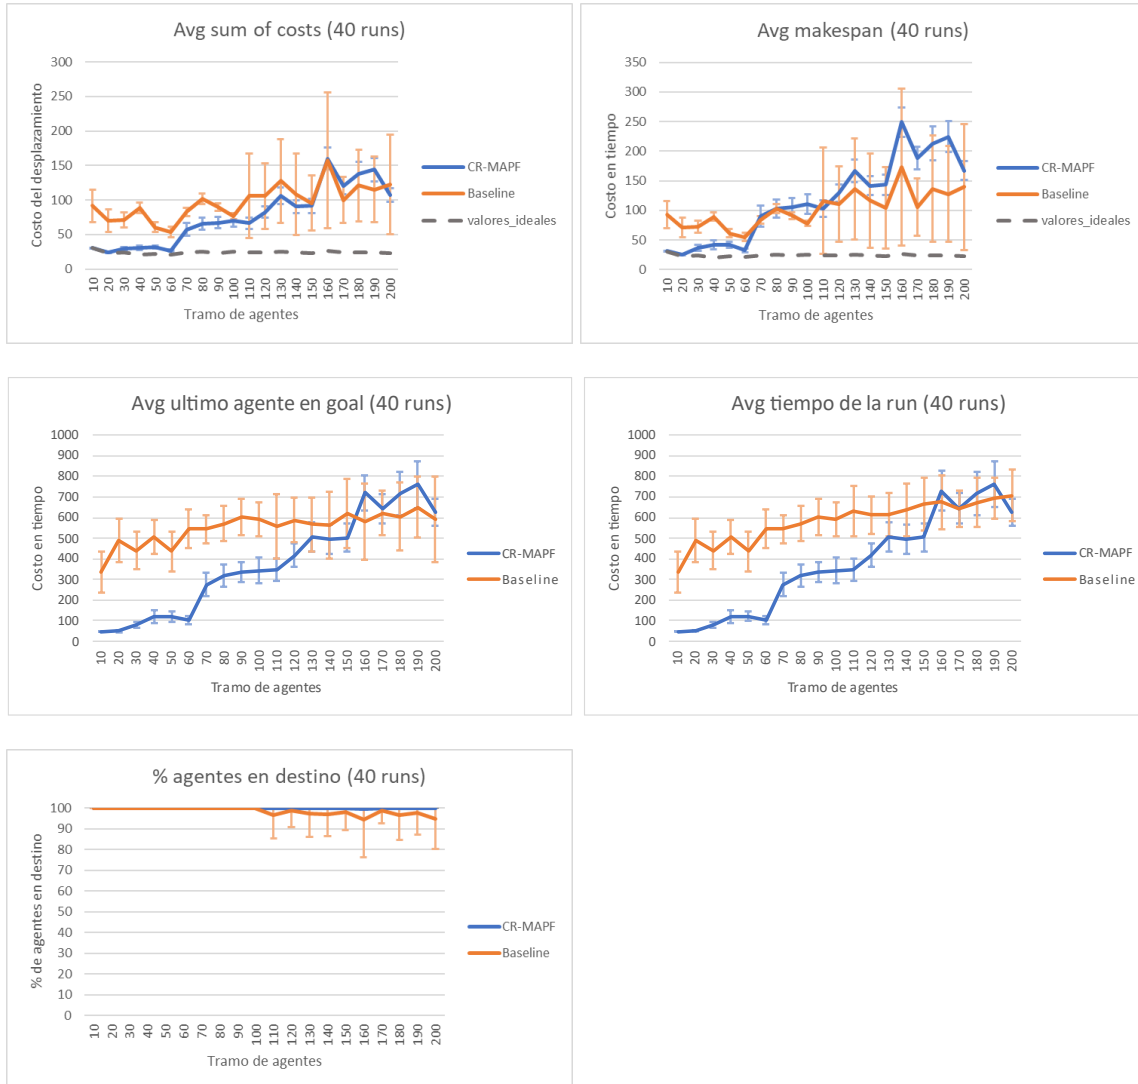 Avg sum of costs (40 runs)
Costo del desplazamiento
300
250
200
150
100
50
0
10 20 30 40 50 60 70 80 90 100 110 120 130 140 150 160 170 180 190 200
Tramo de agentes
CR-MAPF
Baseline
valores_ideales
Avg makespan (40 runs)
Costo en tiempo
350
300
250
200
150
100
50
0
10 20 30 40 50 60 70 80 90 100 110 120 130 140 150 160 170 180 190 200
Tramo de agentes
CR-MAPF
Baseline
valores_ideales
Avg ultimo agente en goal (40 runs)
Costo en tiempo
1000
900
800
700
600
500
400
300
200
100
0
10 20 30 40 50 60 70 80 90 100 110 120 130 140 150 160 170 180 190 200
Tramo de agentes
CR-MAPF
Baseline
Avg tiempo de la run (40 runs)
Costo en tiempo
1000
900
800
700
600
500
400
300
200
100
0
10 20 30 40 50 60 70 80 90 100 110 120 130 140 150 160 170 180 190 200
Tramo de agentes
CR-MAPF
Baseline
% agentes en destino (40 runs)
% de agentes en destino
100
90
80
70
60
50
40
30
20
10
0
10 20 30 40 50 60 70 80 90 100 110 120 130 140 150 160 170 180 190 200
Tramo de agentes
CR-MAPF
Baseline